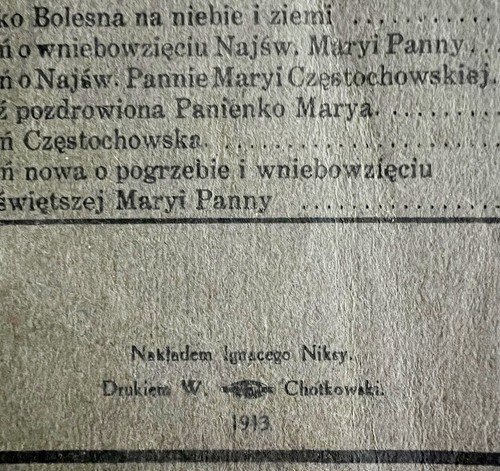 ko Bolesna na niebie i ziemi ..........
ń o wniebowzięciu Najśw. Maryi Panny..
ń o Najśw. Pannie Maryi Częstochowskiej.
ź pozdrowiona Panienko Marya..........
ń Częstochowska......................
ń nowa o pogrzebie i wniebowzięciu
świętszej Maryi Panny ..............
Nakładem Ignacego Niksy.
Drukiem W. Chotkowski.
1913